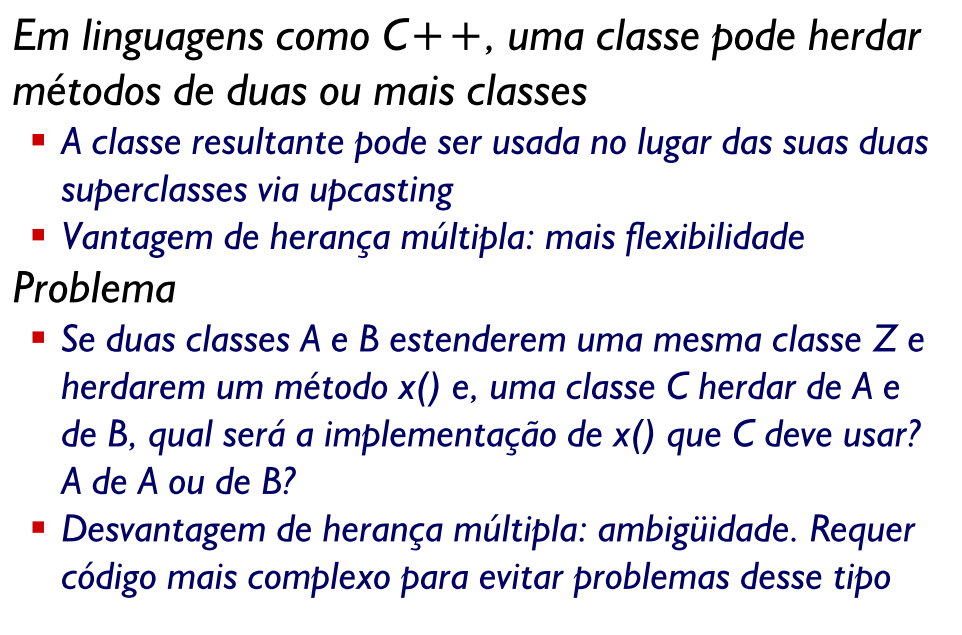 Em linguagens como C++, uma classe pode herdar
métodos de duas ou mais classes
▪ A classe resultante pode ser usada no lugar das suas duas
superclasses via upcasting
▪ Vantagem de herança múltipla: mais flexibilidade
Problema
▪ Se duas classes A e B estenderem uma mesma classe Z e
herdarem um método x() e, uma classe C herdar de A e
de B, qual será a implementação de x() que C deve usar?
A de A ou de B?
▪ Desvantagem de herança múltipla: ambigüidade. Requer
código mais complexo para evitar problemas desse tipo